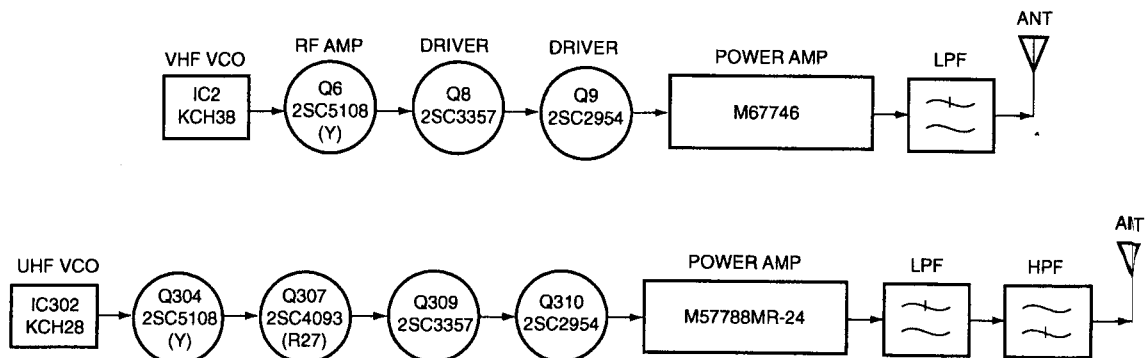 ANT
RF AMP
DRIVER
DRIVER
POWER AMP
LPF
VHF VCO
IC2
KCH38
Q6
2SC5108
(Y)
Q8
2SC3357
Q9
2SC2954
M67746
ANT
UHF VCO
POWER AMP
LPF
HPF
IC302
KCH28
Q304
2SC5108
(Y)
Q307
2SC4093
(R27)
Q309
2SC3357
Q310
2SC2954
M57788MR-24